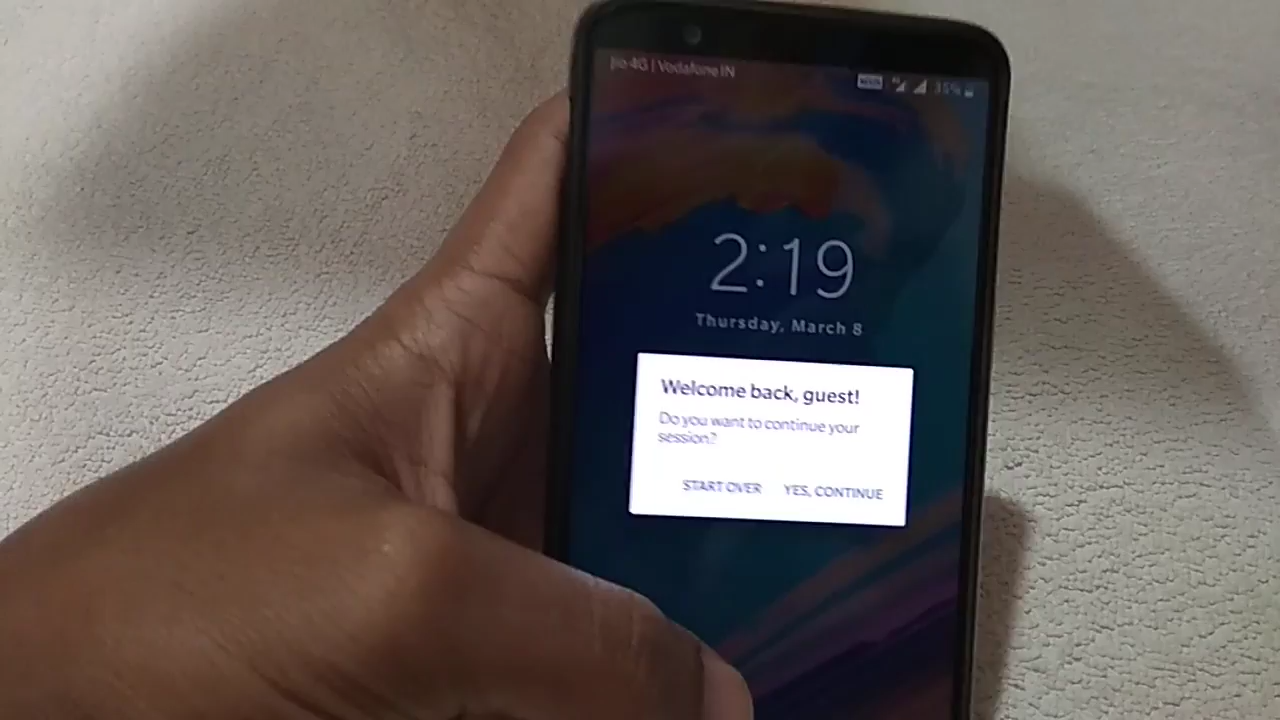 Jio 4G | Vodafone IN
35%
2:19
Thursday, March 8
Welcome back, guest!
Do you want to continue your
session?
START OVER YES, CONTINUE